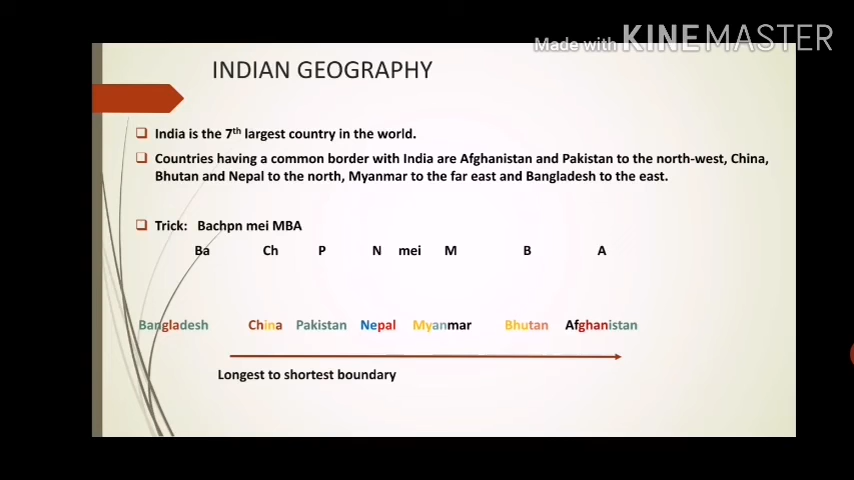 Made with KINEMASTER
INDIAN GEOGRAPHY
India is the 7th largest country in the world.
Countries having a common border with India are Afghanistan and Pakistan to the north-west, China,
Bhutan and Nepal to the north, Myanmar to the far east and Bangladesh to the east.
Trick: Bachpn mei MBA
Ba Ch P N mei M B A
Bangladesh China Pakistan Nepal Myanmar Bhutan Afghanistan
Longest to shortest boundary